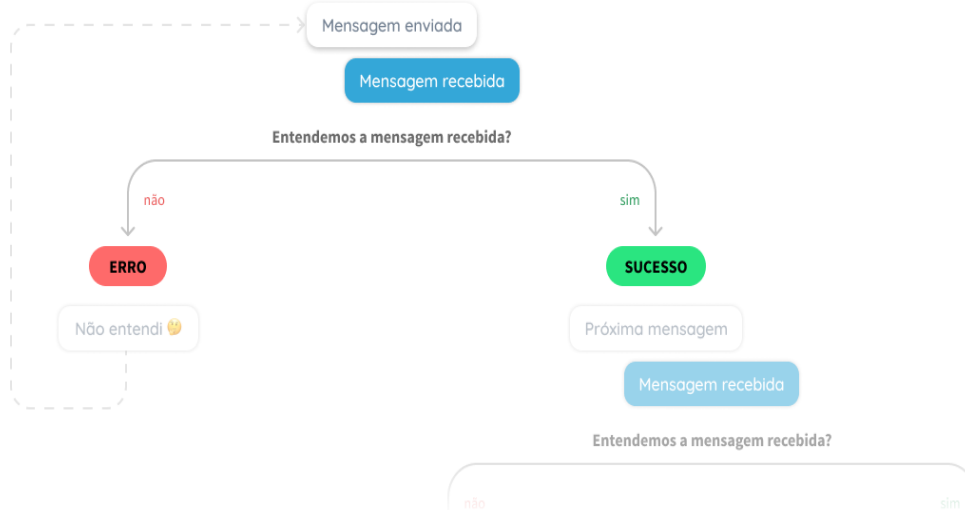 Mensagem enviada
Mensagem recebida
Entendemos a mensagem recebida?
não
sim
ERRO
SUCESSO
Não entendi 🤔
Próxima mensagem
Mensagem recebida
Entendemos a mensagem recebida?
não
sim